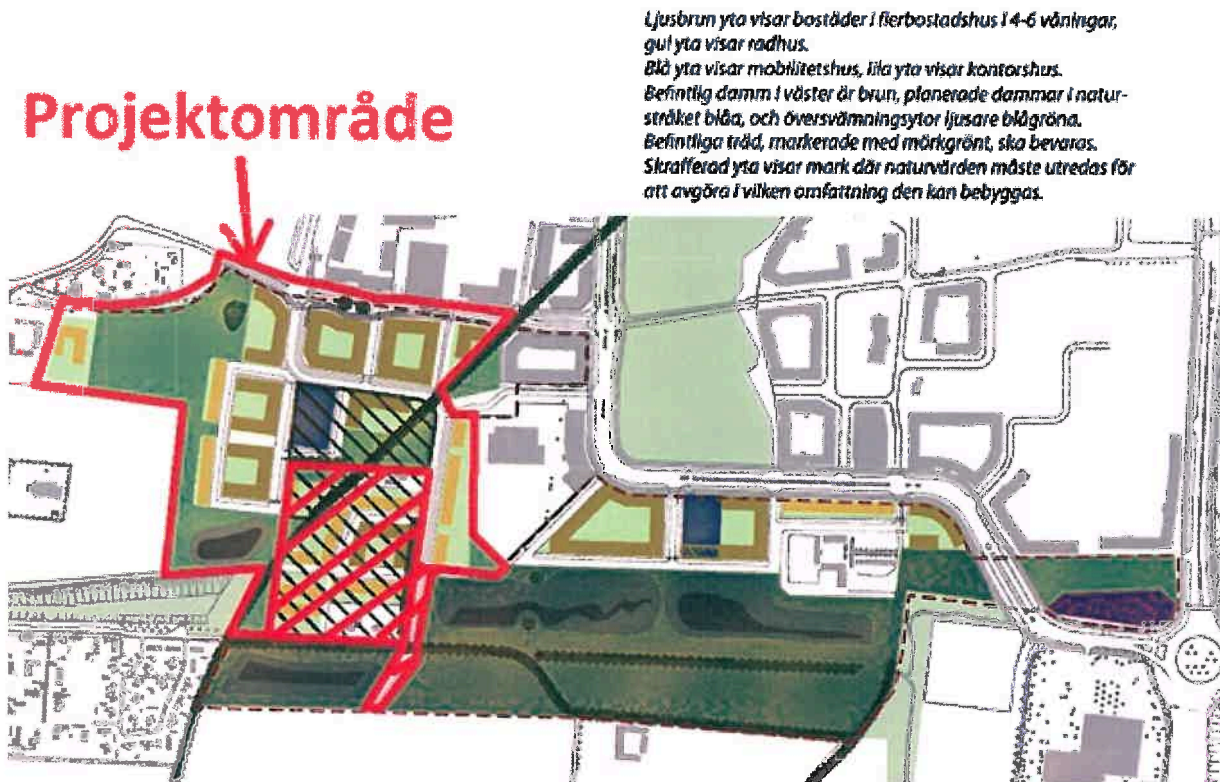 Ljusbrun yta visar bostäder i flerbostadshus i 4-6 våningar,
gul yta visar radhus.
Blå yta visar mobilitetshus, lila yta visar kontorshus.
Befintlig damm i väster är brun, planerade dammar i natur-
stråket blåa, och översvämningsytor ljusare blågröna.
Befintliga träd, markerade med mörkgrönt, ska bevaras.
Skrafferad yta visar mark där naturvärden måste utredas för
att avgöra i vilken omfattning den kan bebyggas.
Projektområde